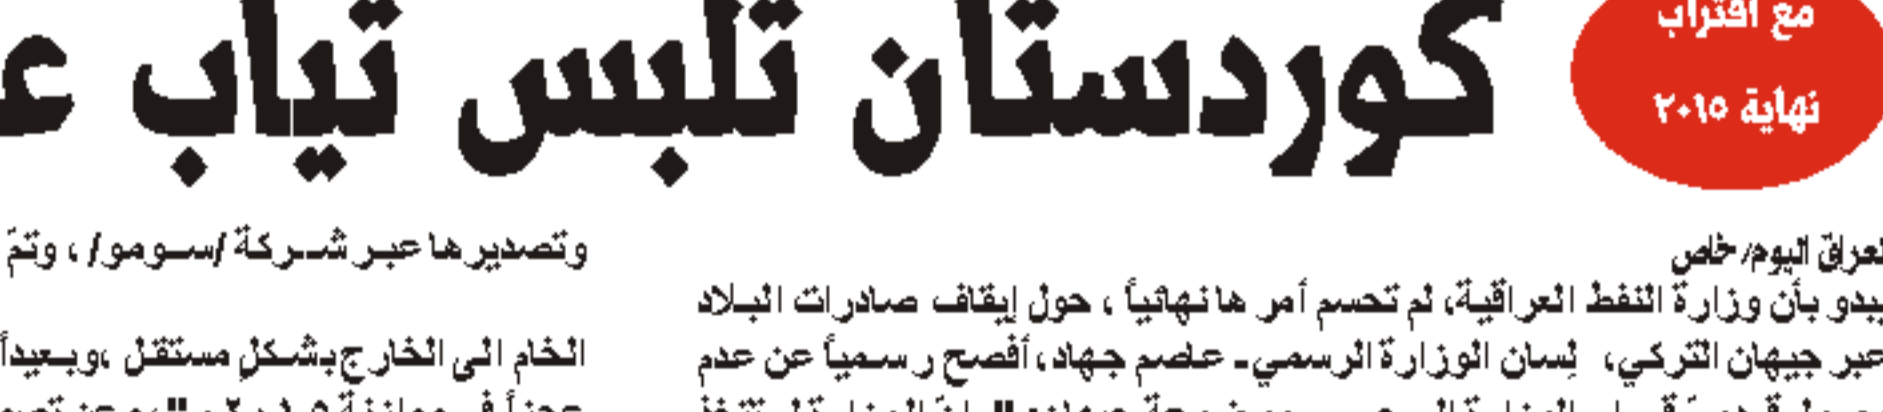 مع اقتراب
نهاية ٢٠١٥
كوردستان تلبس تياب
لعراق اليوم/ خاص
يبدو بأن وزارة النفط العراقية، لم تحسم أمرها نهائياً ، حول إيقاف صادرات البلاد
عبر جيهان التركي، لسان الوزارة الرسمي ـ عاصم جهاد، أفصح رسمياً عن عدم
وتصديرها عبر شركة /سومو/ ، وتمّ
الخام الى الخارج بشكلٍ مستقل ،وبعيداً